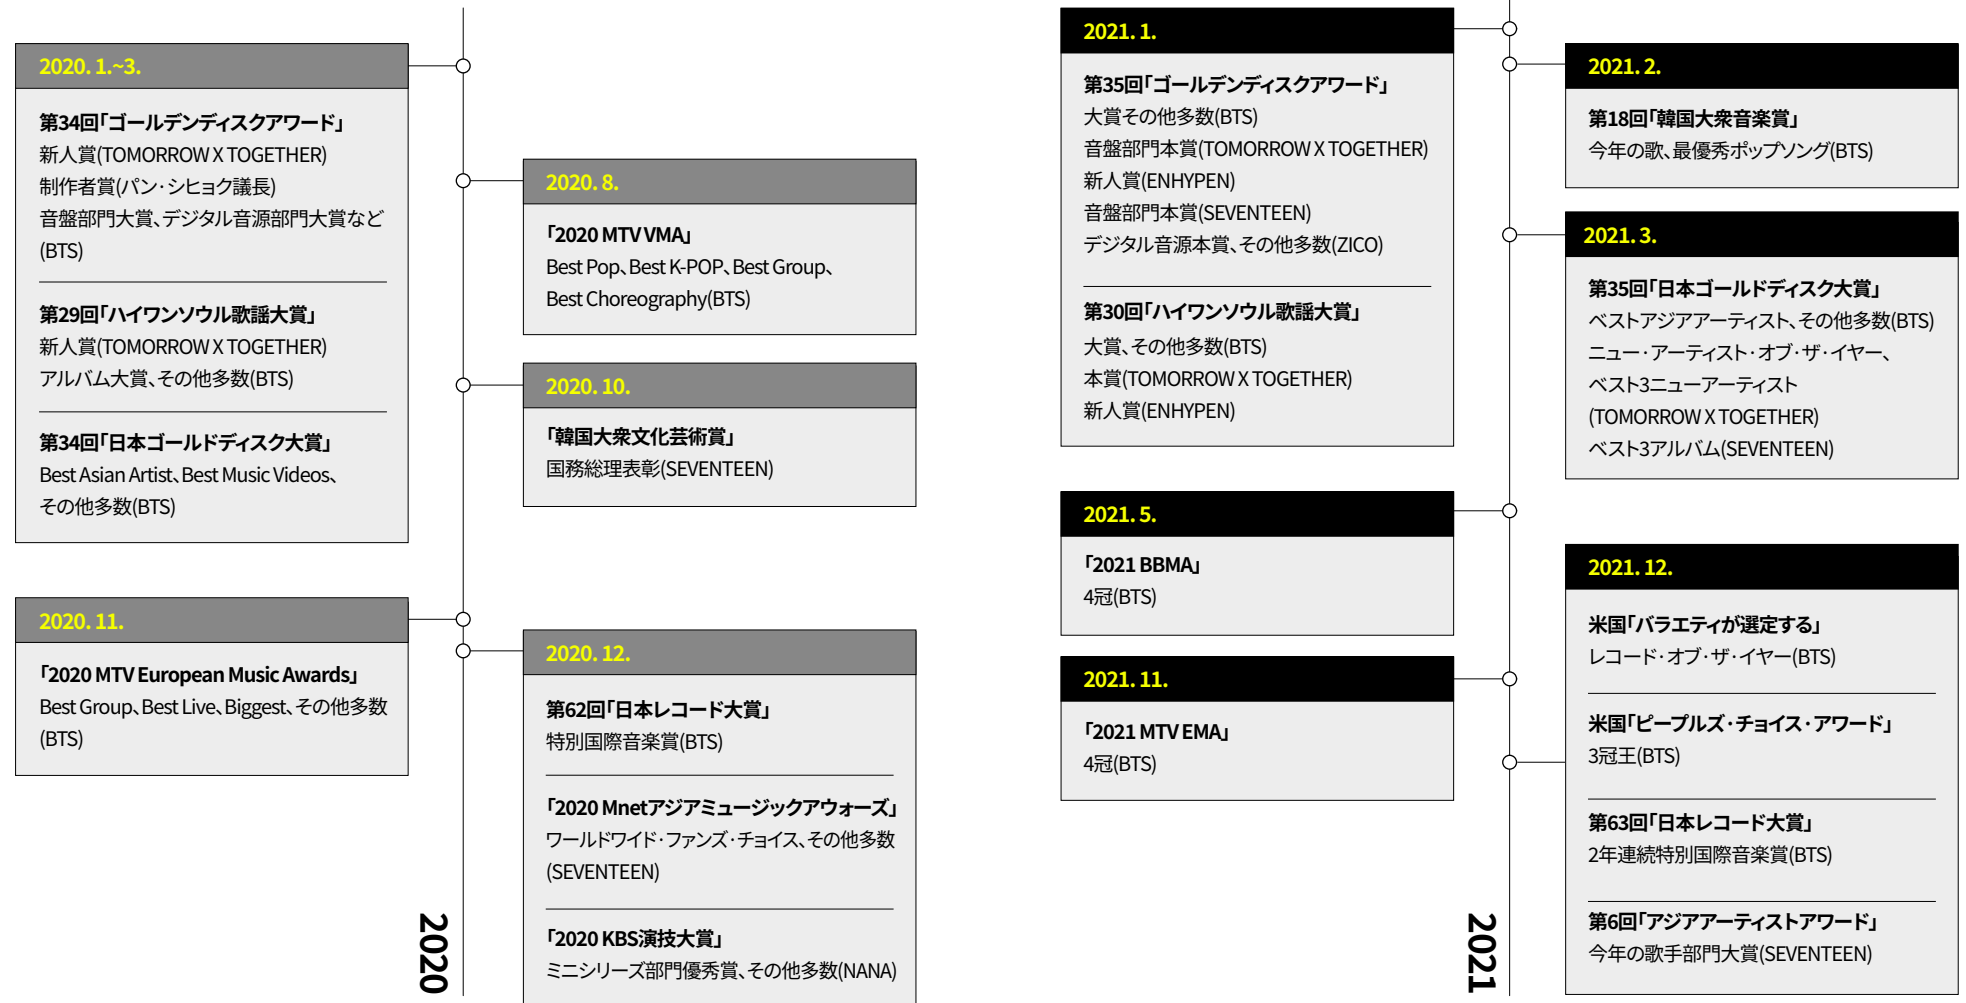 2020. 1.~3.
第34回「ゴールデンディスクアワード」
新人賞(TOMORROW X TOGETHER)
制作者賞(パン·シヒョク議長)
音盤部門大賞、デジタル音源部門大賞など
(BTS)
第29回「ハイワンソウル歌謡大賞」
新人賞(TOMORROW X TOGETHER)
アルバム大賞、その他多数(BTS)
第34回「日本ゴールドディスク大賞」
Best Asian Artist、Best Music Videos、
その他多数(BTS)
2020. 8.
「2020 MTV VMA」
Best Pop、Best K-POP、Best Group、
Best Choreography(BTS)
2020. 10.
「韓国大衆文化芸術賞」
国務総理表彰(SEVENTEEN)
2020. 11.
「2020 MTV European Music Awards」
Best Group、Best Live、Biggest、その他多数
(BTS)
2020. 12.
第62回「日本レコード大賞」
特別国際音楽賞(BTS)
「2020 Mnetアジアミュージックアウォーズ」
ワールドワイド·ファンズ·チョイス、その他多数
(SEVENTEEN)
「2020 KBS演技大賞」
ミニシリーズ部門優秀賞、その他多数(NANA)
2020
2021. 1.
第35回「ゴールデンディスクアワード」
大賞その他多数(BTS)
音盤部門本賞(TOMORROW X TOGETHER)
新人賞(ENHYPEN)
音盤部門本賞(SEVENTEEN)
デジタル音源本賞、その他多数(ZICO)
第30回「ハイワンソウル歌謡大賞」
大賞、その他多数(BTS)
本賞(TOMORROW X TOGETHER)
新人賞(ENHYPEN)
2021. 2.
第18回「韓国大衆音楽賞」
今年の歌、最優秀ポップソング(BTS)
2021. 3.
第35回「日本ゴールドディスク大賞」
ベストアジアアーティスト、その他多数(BTS)
ニュー·アーティスト·オブ·ザ·イヤー、
ベスト3ニューアーティスト
(TOMORROW X TOGETHER)
ベスト3アルバム(SEVENTEEN)
2021. 5.
「2021 BBMA」
4冠(BTS)
2021. 11.
「2021 MTV EMA」
4冠(BTS)
2021. 12.
米国「バラエティが選定する」
レコード·オブ·ザ·イヤー(BTS)
米国「ピープルズ·チョイス·アワード」
3冠王(BTS)
第63回「日本レコード大賞」
2年連続特別国際音楽賞(BTS)
第6回「アジアアーティストアワード」
今年の歌手部門大賞(SEVENTEEN)
2021